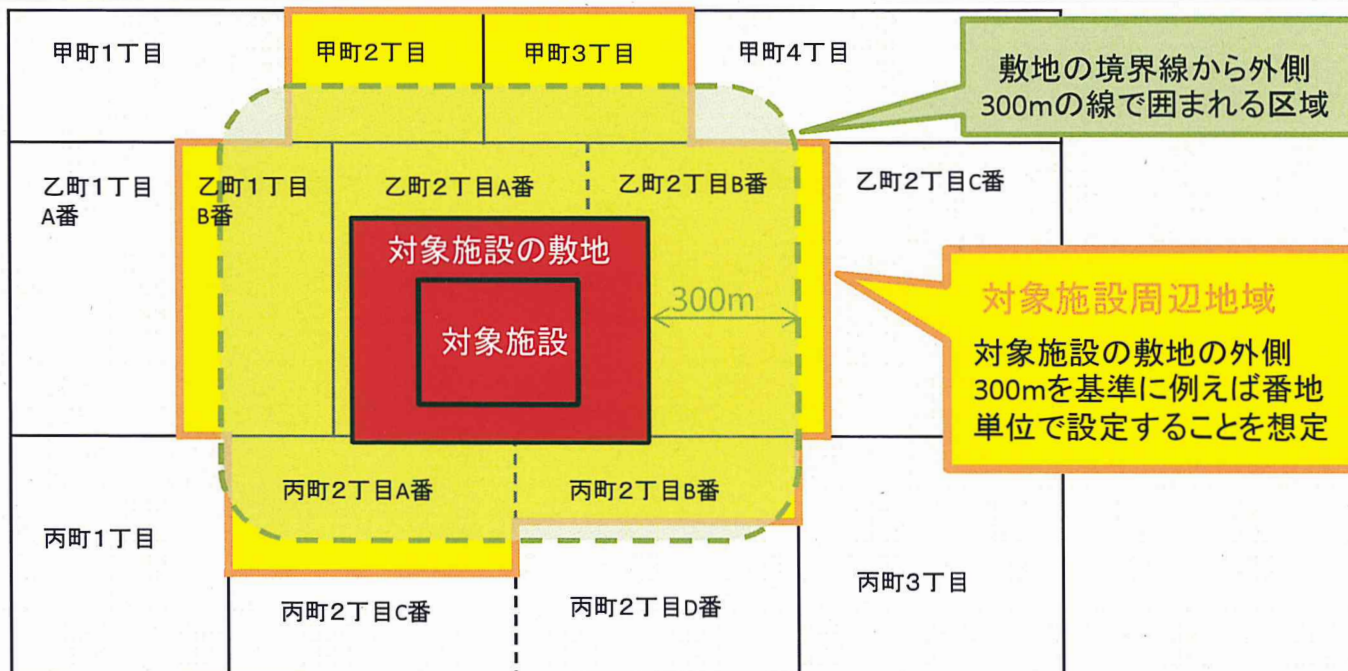 甲町1丁目
甲町2丁目
甲町3丁目
甲町4丁目
敷地の境界線から外側
300mの線で囲まれる区域
乙町1丁目
A番
乙町1丁目
B番
乙町2丁目A番
乙町2丁目B番
乙町2丁目C番
対象施設の敷地
対象施設
300m
対象施設周辺地域
対象施設の敷地の外側
300mを基準に例えば番地
単位で設定することを想定
丙町1丁目
丙町2丁目A番
丙町2丁目B番
丙町2丁目C番
丙町2丁目D番
丙町3丁目